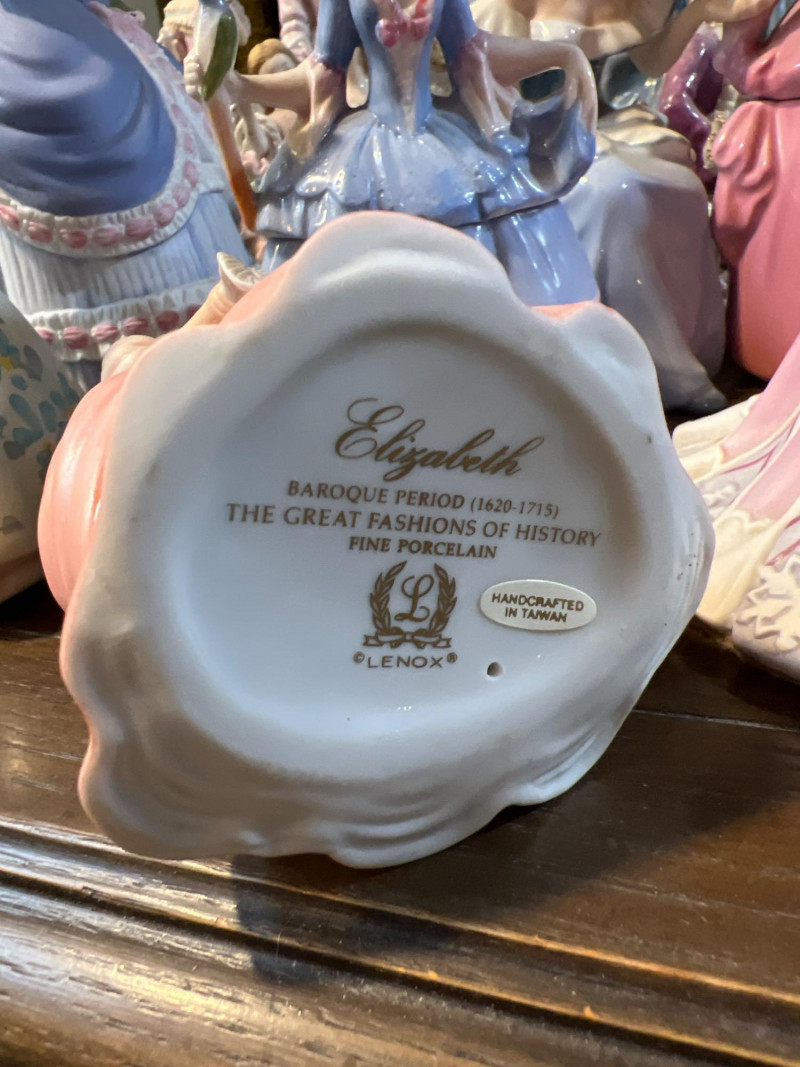 Elizabeth
BAROQUE PERIOD (1620-1715)
THE GREAT FASHIONS OF HISTORY
FINE PORCELAIN
L
HANDCRAFTED
IN TAIWAN
©LENOX®